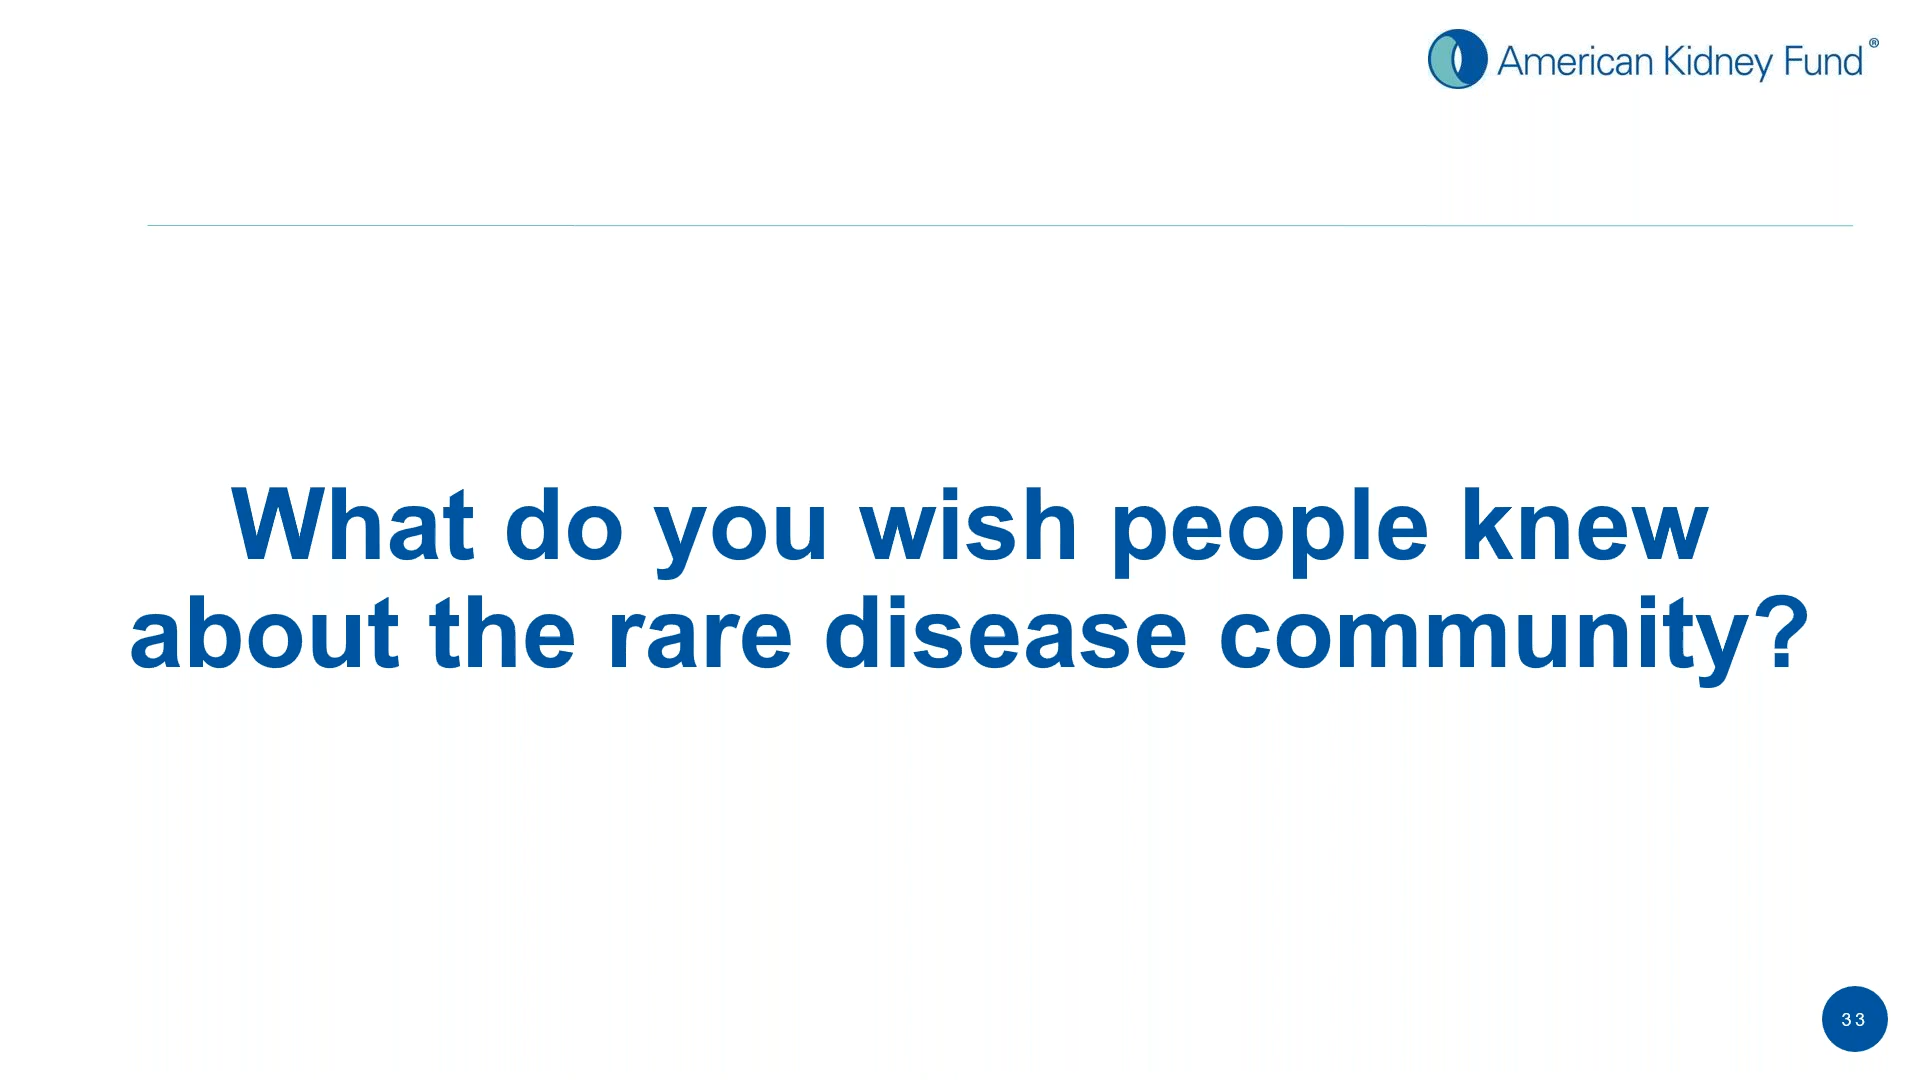 American Kidney Fund®
What do you wish people knew
about the rare disease community?
33